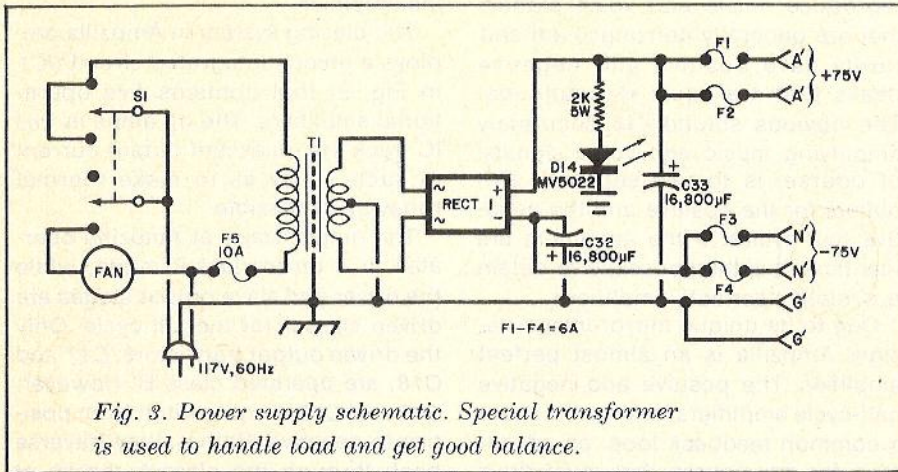 S1
FAN
F5
10A
117V, 60Hz
T1
~
~
+
-
RECT 1
2K
5W
D14
MV5022
+
C32
16,800µF
+
C33
16,800µF
F1
F2
F3
F4
A'
A'
+75V
N'
N'
-75V
G'
G'
F1-F4=6A
Fig. 3. Power supply schematic. Special transformer
is used to handle load and get good balance.